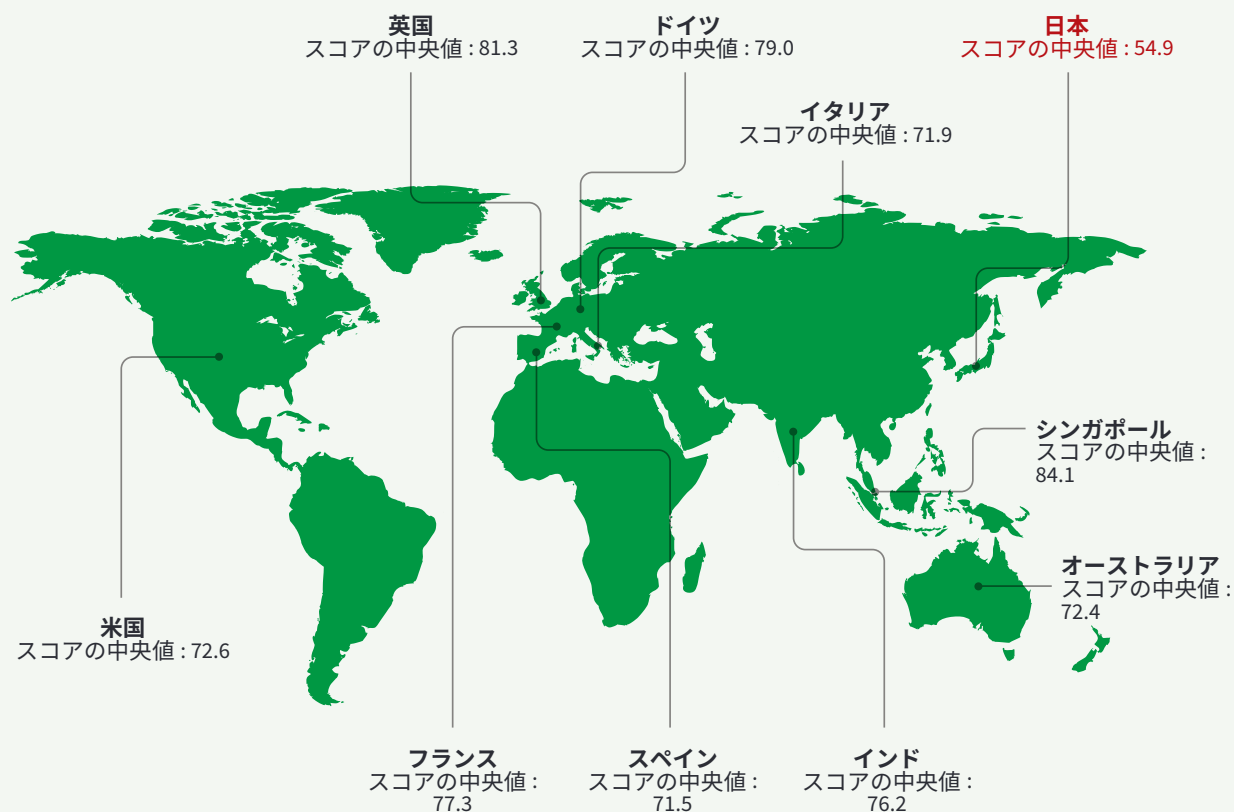 英国
スコアの中央値 : 81.3
ドイツ
スコアの中央値 : 79.0
日本
スコアの中央値 : 54.9
イタリア
スコアの中央値 : 71.9
シンガポール
スコアの中央値 :
84.1
オーストラリア
スコアの中央値 :
72.4
米国
スコアの中央値 : 72.6
フランス
スコアの中央値 :
77.3
スペイン
スコアの中央値 :
71.5
インド
スコアの中央値 :
76.2